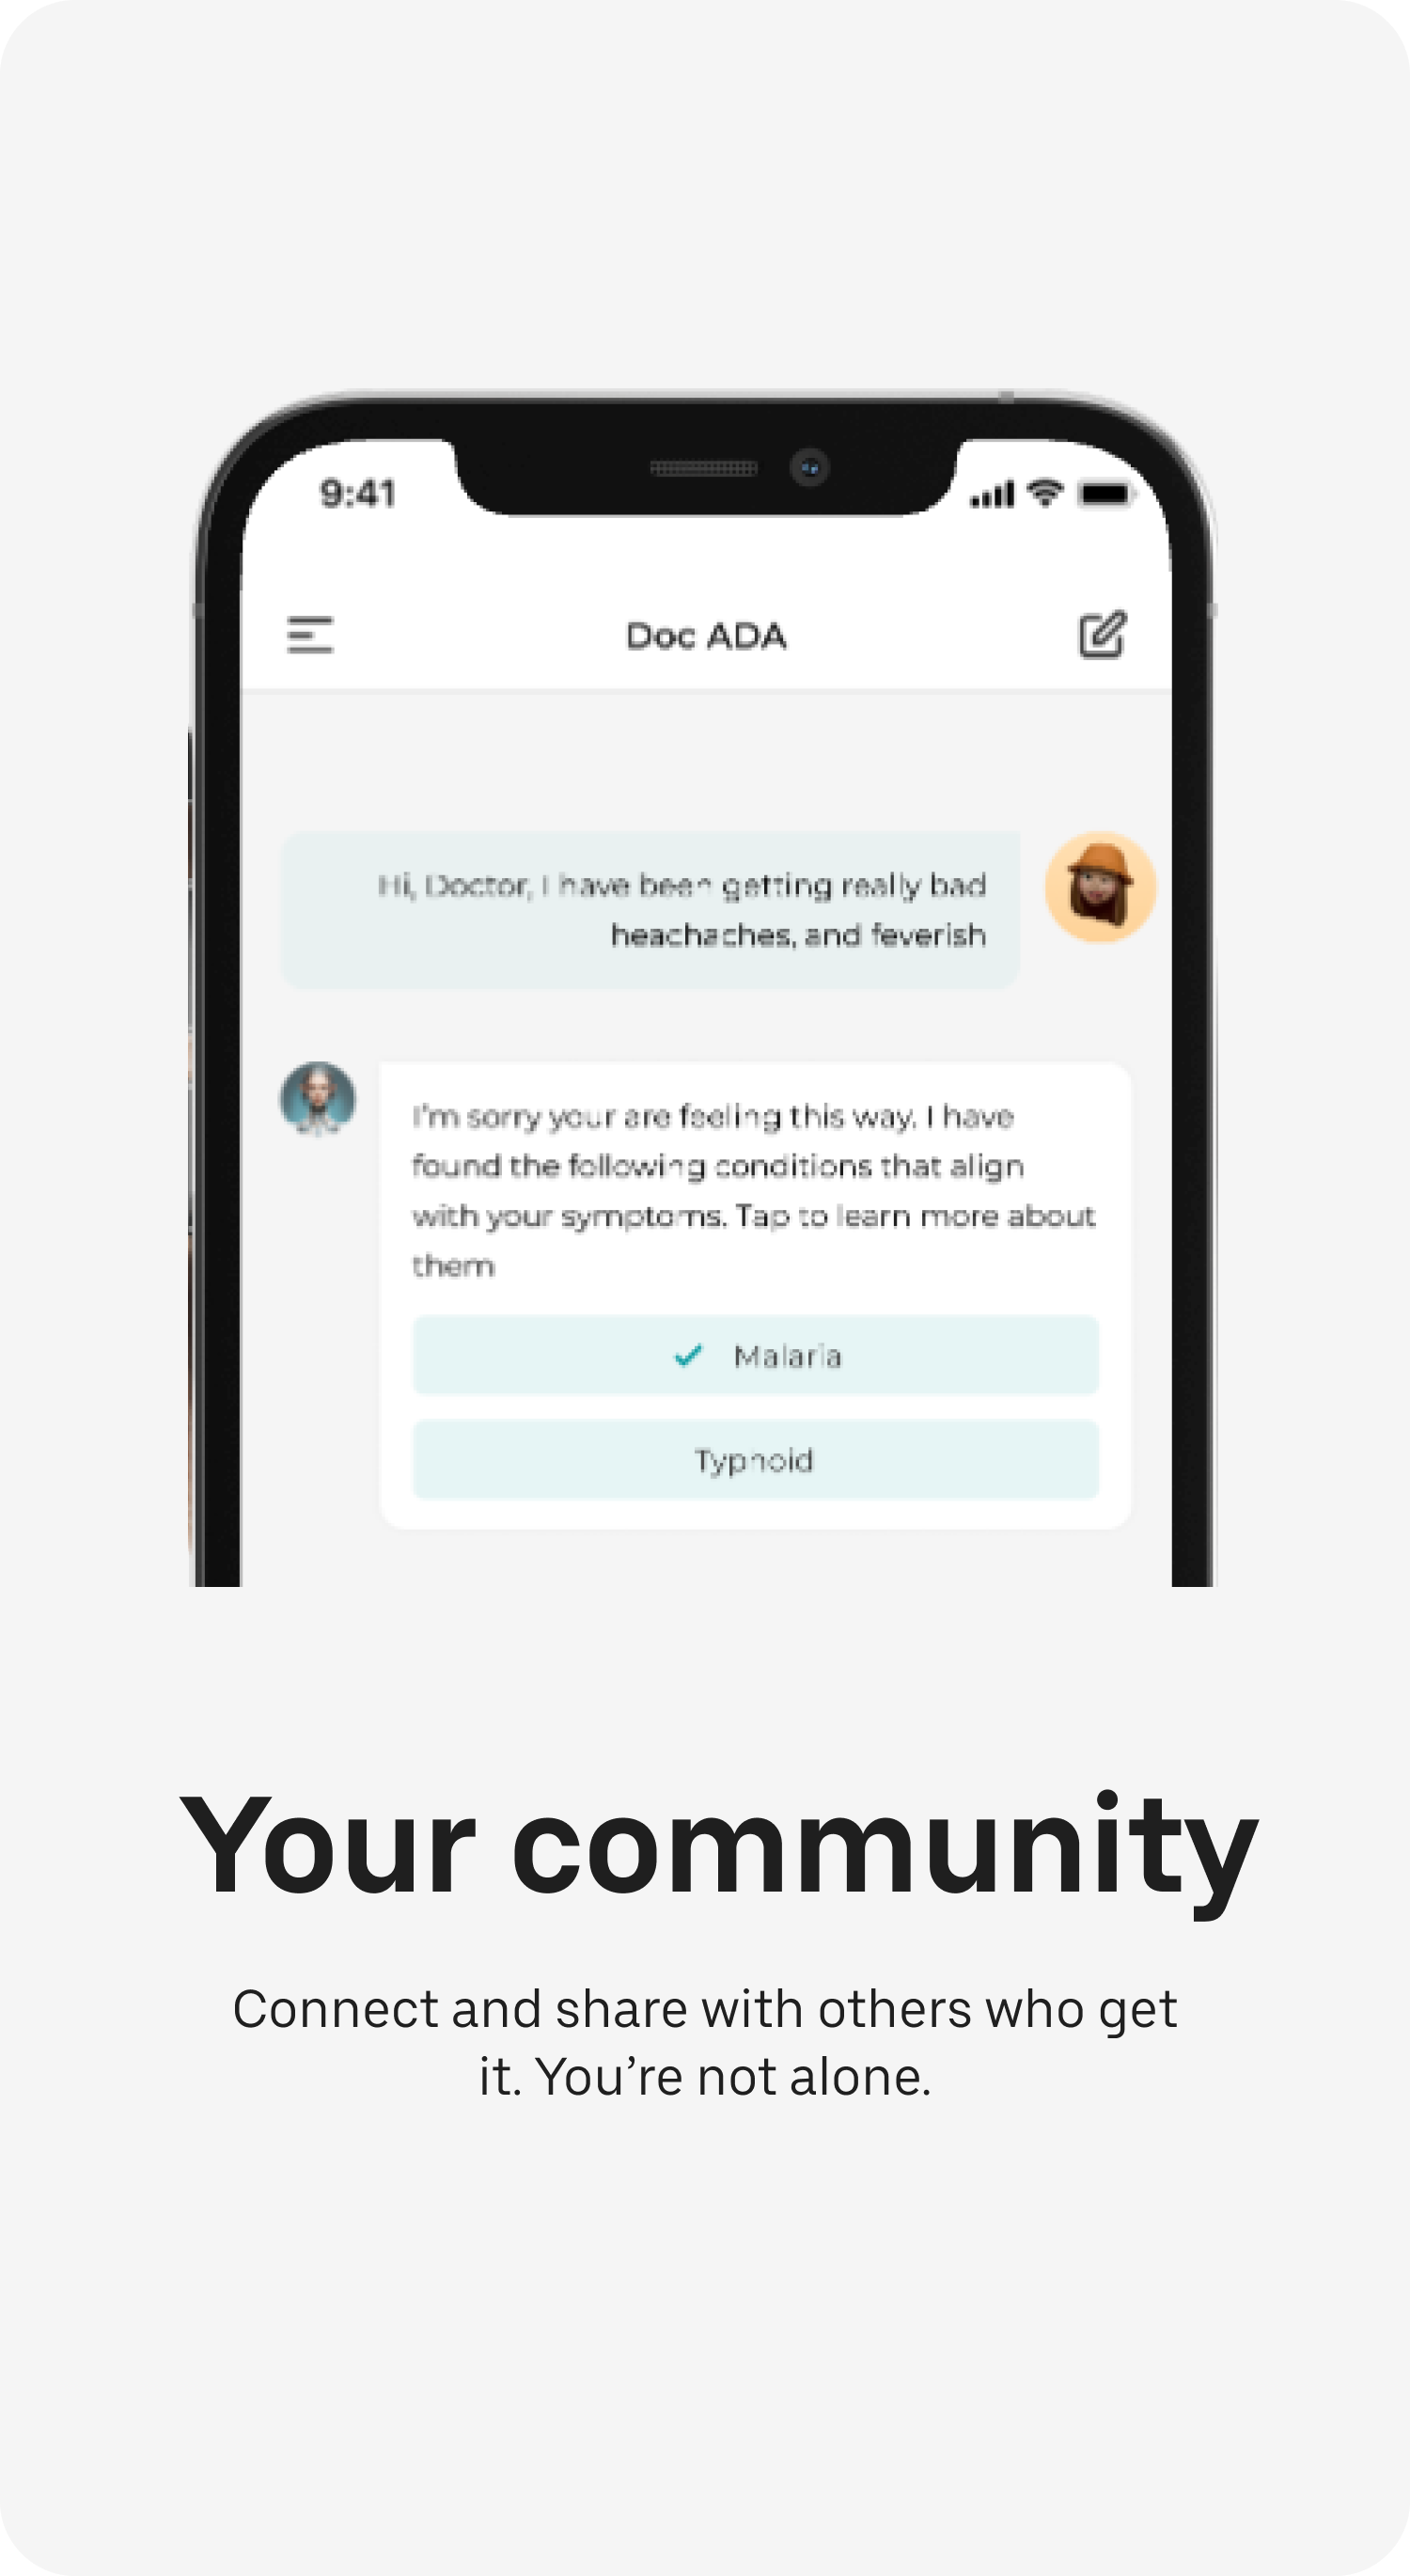 9:41
Doc ADA
Hi, Doctor, I have been getting really bad
heachaches, and feverish
I'm sorry your are feeling this way. I have
found the following conditions that align
with your symptoms. Tap to learn more about
them
Malaria
Typhoid
Your community
Connect and share with others who get
it. You’re not alone.